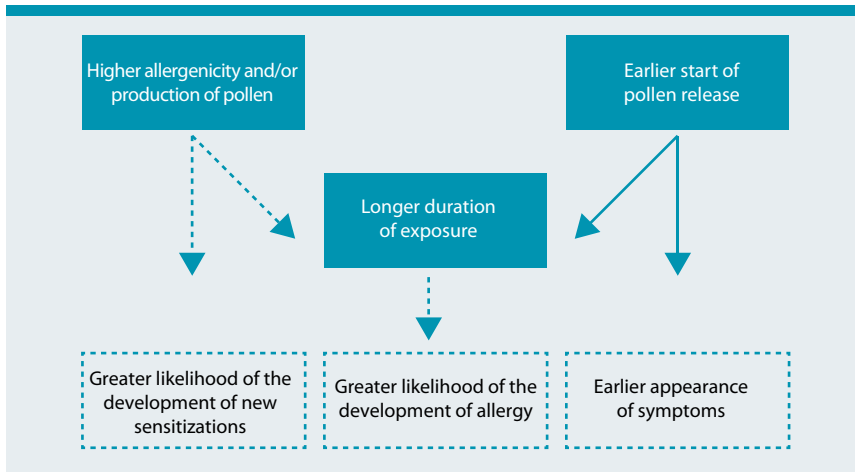 Higher allergenicity and/or
production of pollen
Earlier start of
pollen release
Longer duration
of exposure
Greater likelihood of the
development of new
sensitizations
Greater likelihood of the
development of allergy
Earlier appearance
of symptoms